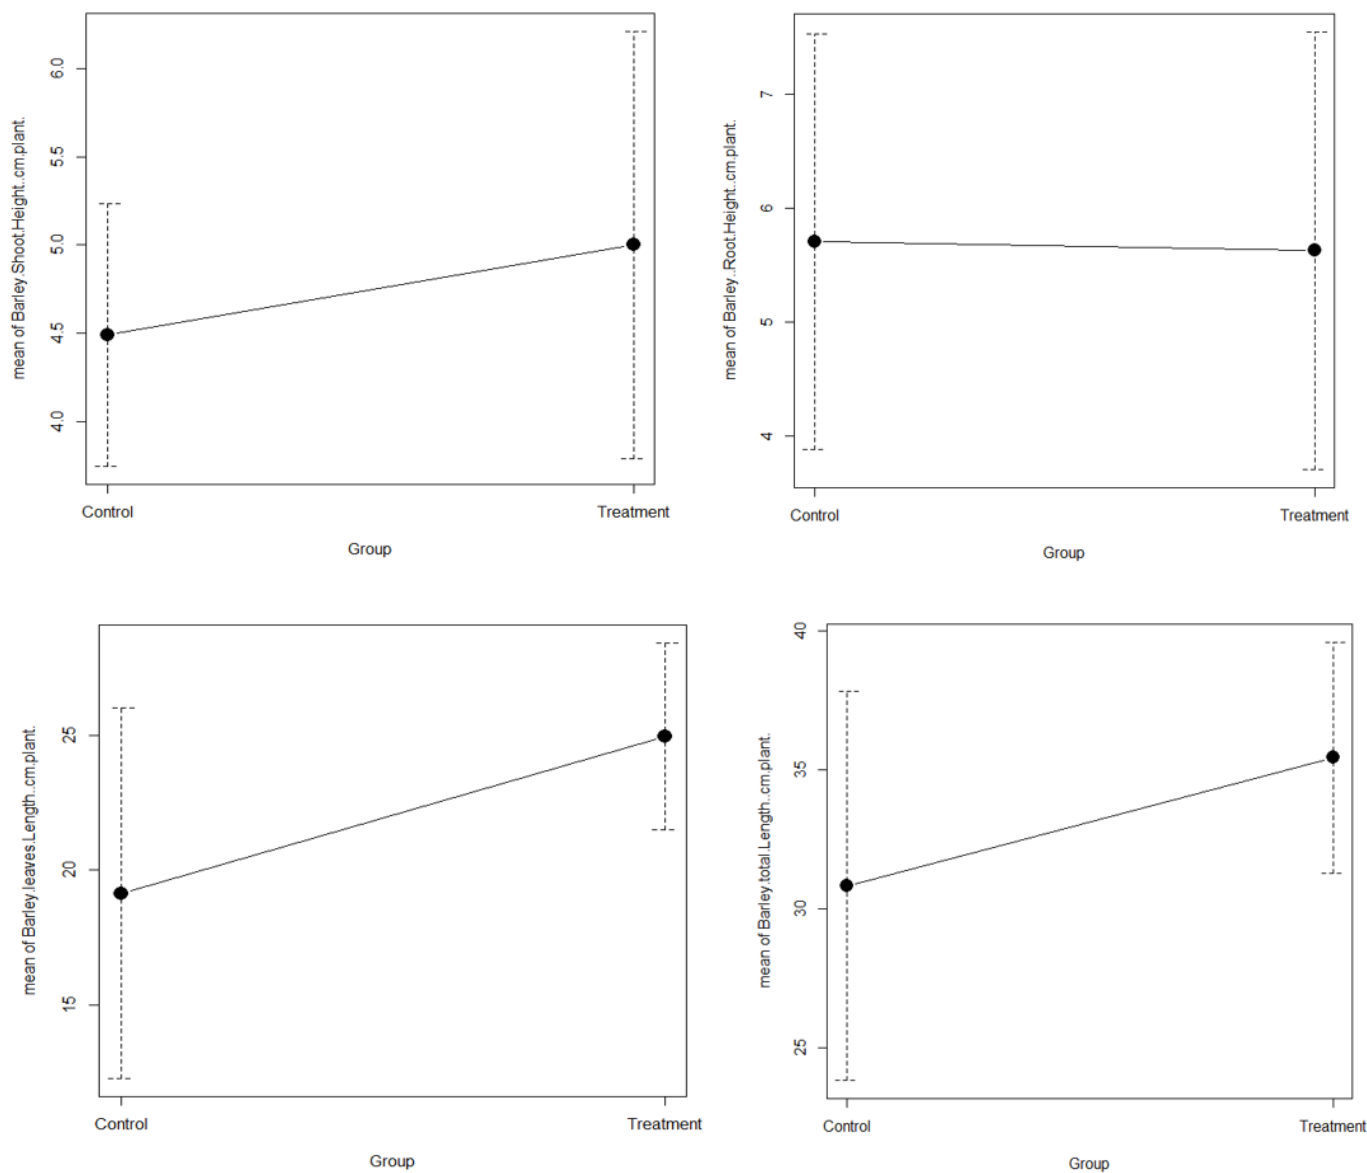 mean of Barley.Shoot.Height..cm.plant.
6.0
5.5
5.0
4.5
4.0
Control
Treatment
Group
mean of Barley..Root.Height..cm.plant.
7
6
5
4
Control
Treatment
Group
mean of Barley.leaves.Length..cm.plant.
25
20
15
Control
Treatment
Group
mean of Barley.total.Length..cm.plant.
40
35
30
25
Control
Treatment
Group